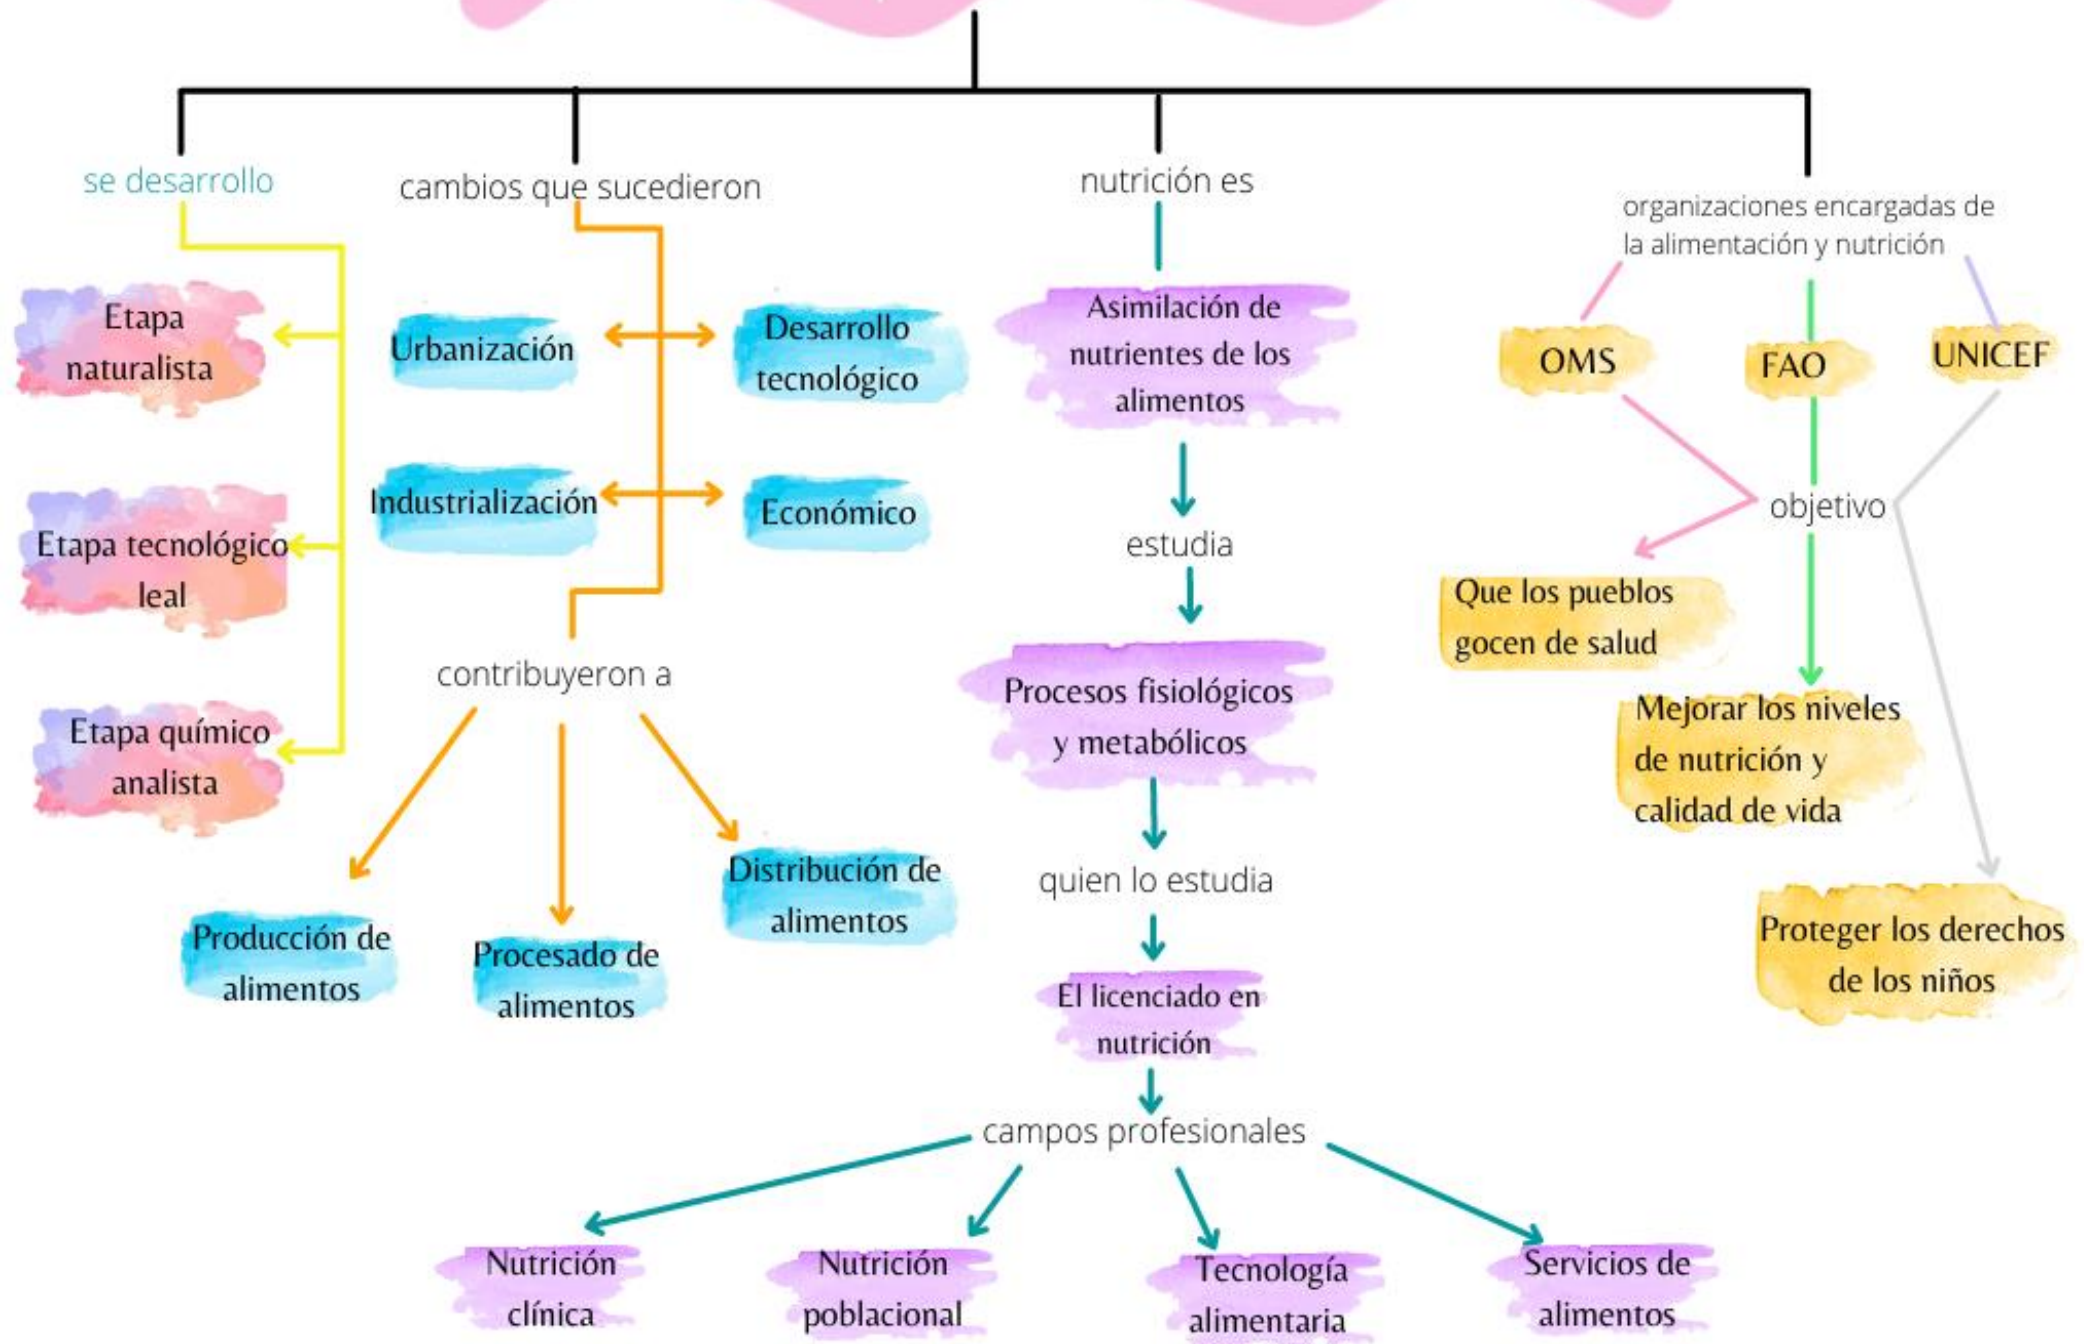 se desarrollo
Etapa
naturalista
Etapa tecnológico
leal
Etapa químico
analista
cambios que sucedieron
Urbanización
Desarrollo
tecnológico
Industrialización
Económico
contribuyeron a
Producción de
alimentos
Procesado de
alimentos
Distribución de
alimentos
nutrición es
Asimilación de
nutrientes de los
alimentos
estudia
Procesos fisiológicos
y metabólicos
quien lo estudia
El licenciado en
nutrición
campos profesionales
Nutrición
clínica
Nutrición
poblacional
Tecnología
alimentaria
Servicios de
alimentos
organizaciones encargadas de
la alimentación y nutrición
OMS
FAO
UNICEF
objetivo
Que los pueblos
gocen de salud
Mejorar los niveles
de nutrición y
calidad de vida
Proteger los derechos
de los niños